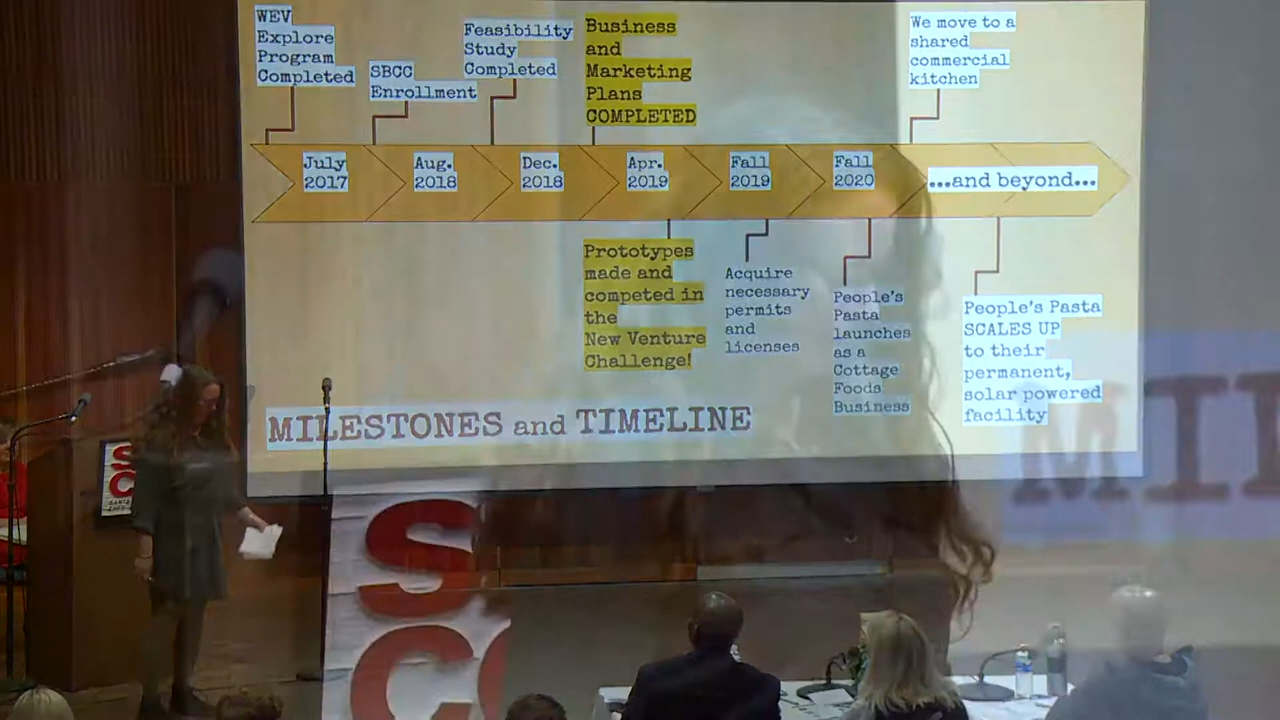 WEV
Explore
Program
Completed
SBCC
Enrollment
Feasibility
Study
Completed
Business
and
Marketing
Plans
COMPLETED
We move to a
shared
commercial
kitchen
July
2017
Aug.
2018
Dec.
2018
Apr.
2019
Fall
2019
Fall
2020
...and beyond...
Prototypes
made and
competed in
the
New Venture
Challenge!
Acquire
necessary
permits
and
licenses
People's
Pasta
launches
as a
Cottage
Foods
Business
People's Pasta
SCALES UP
to their
permanent,
solar powered
facility
MILESTONES and TIMELINE
S
C
S
C